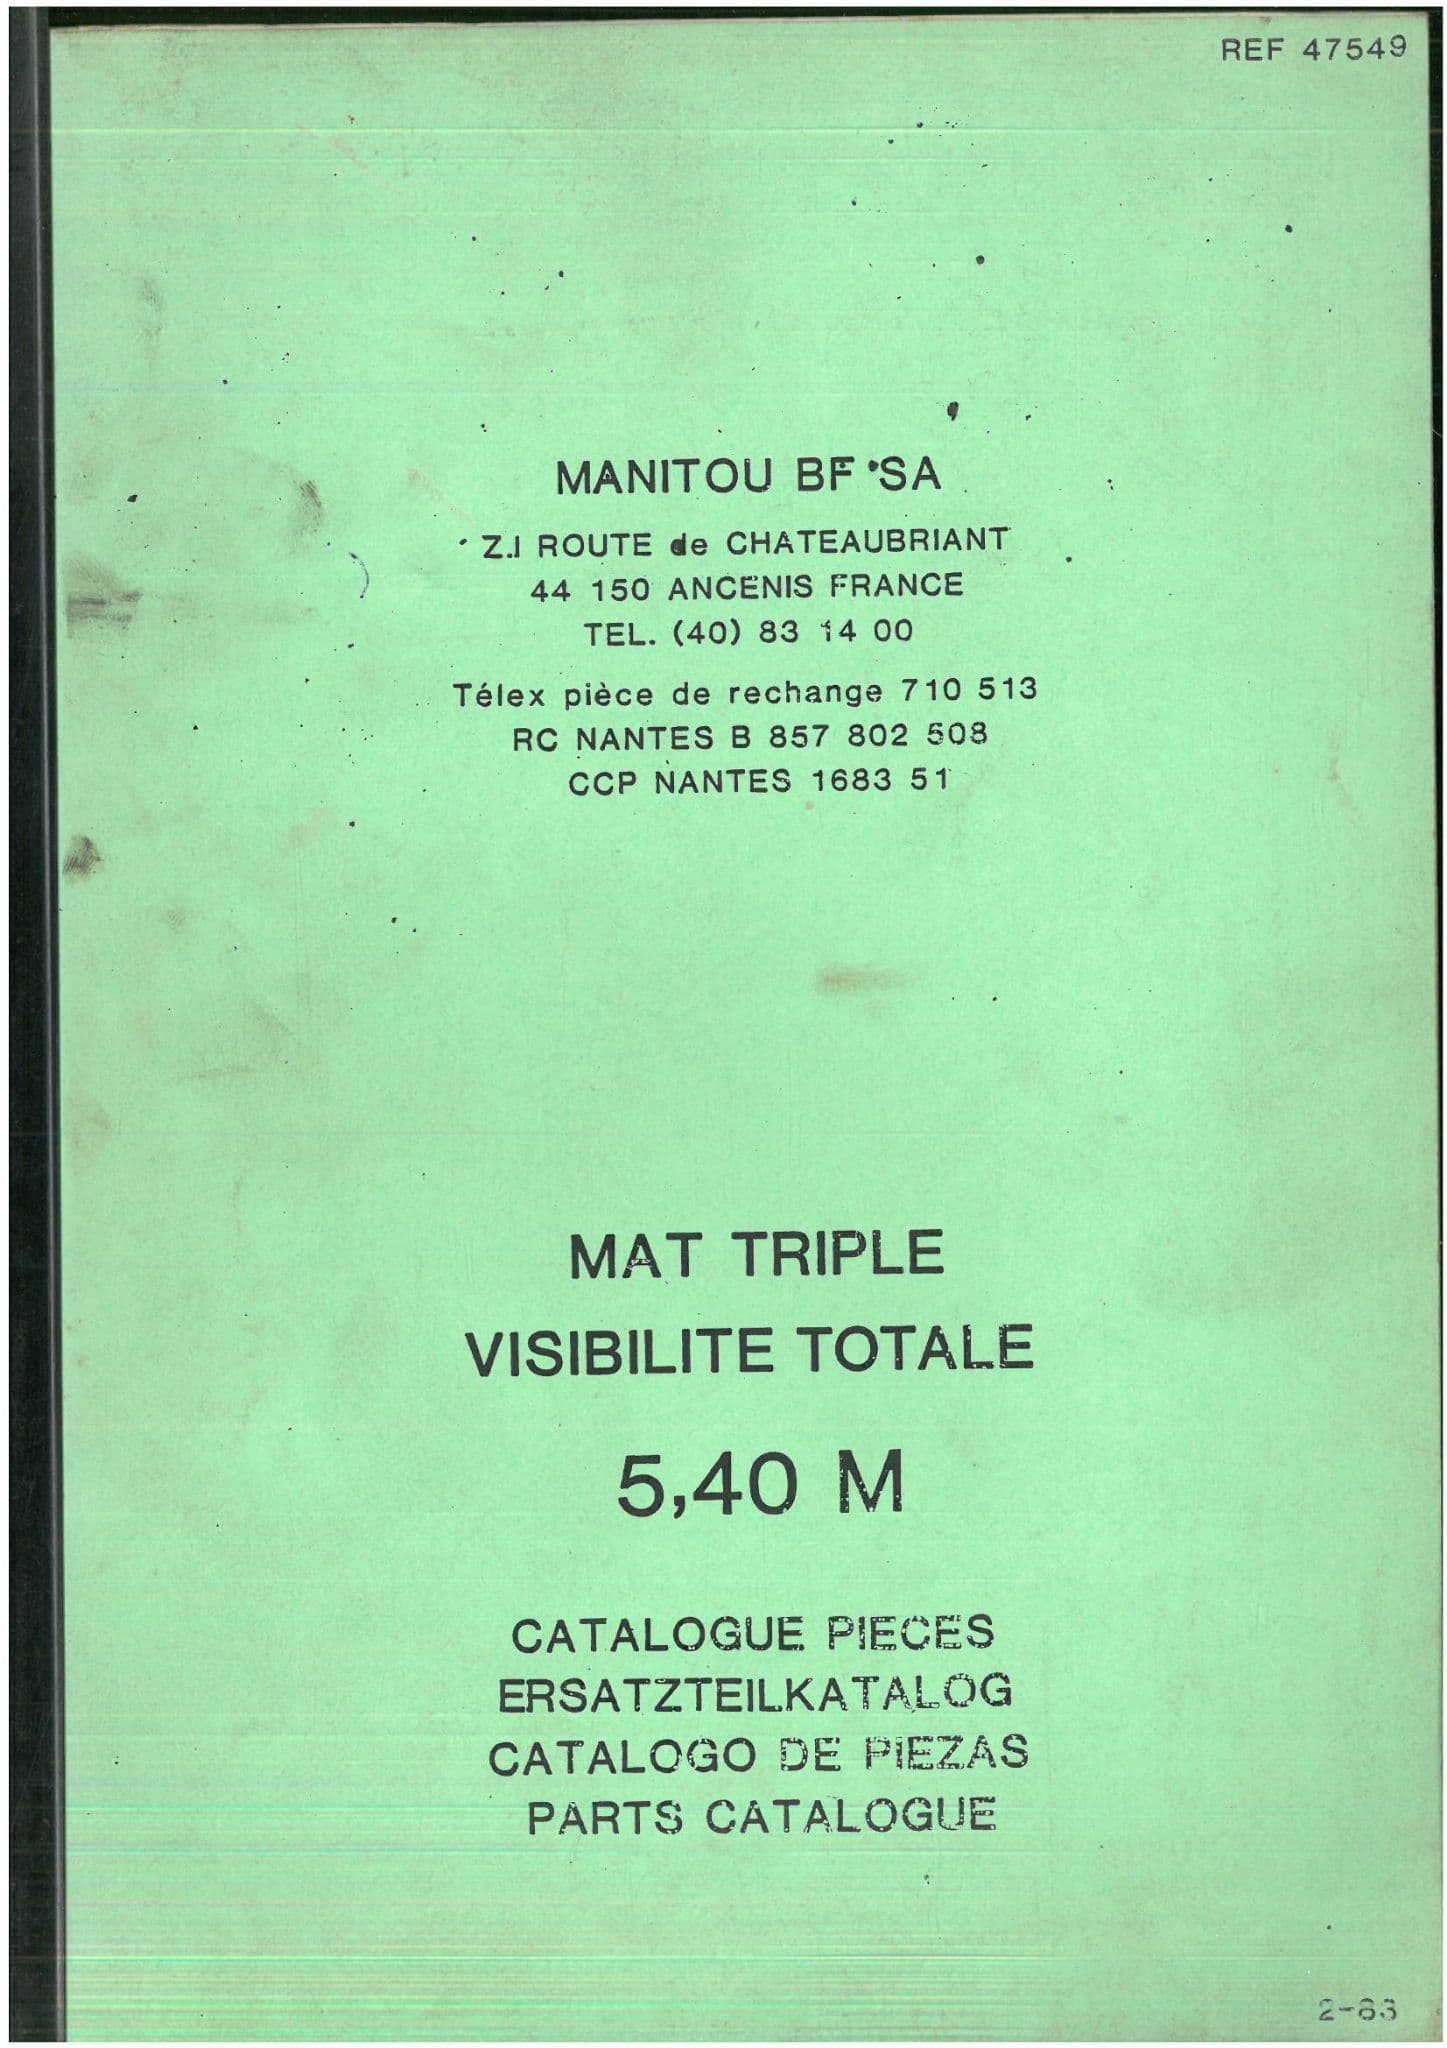 REF 47549
MANITOU BF SA
Z.I ROUTE de CHATEAUBRIANT
44 150 ANCENIS FRANCE
TEL. (40) 83 14 00
Télex pièce de rechange 710 513
RC NANTES B 857 802 508
CCP NANTES 1683 51
MAT TRIPLE
VISIBILITE TOTALE
5,40 M
CATALOGUE PIECES
ERSATZTEILKATALOG
CATALOGO DE PIEZAS
PARTS CATALOGUE
2-83